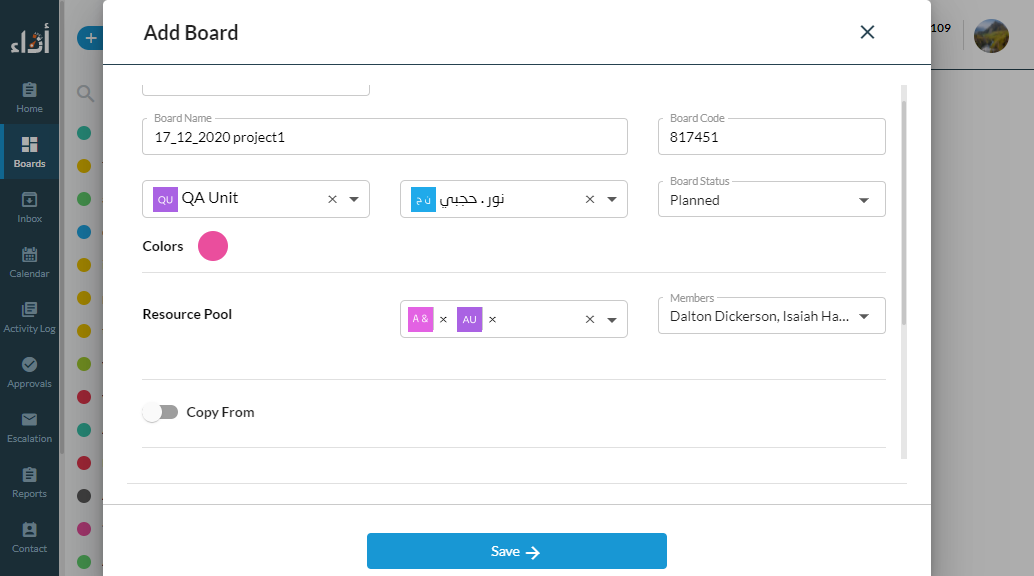 أداء
Home
Boards
Inbox
Calendar
Activity Log
Approvals
Escalation
Reports
Contact
+
109
Add Board
Board Name
17_12_2020 project1
Board Code
817451
QU QA Unit
ن ح نور . حجبي
Board Status
Planned
Colors
Resource Pool
A & × AU ×
Members
Dalton Dickerson, Isaiah Ha...
Copy From
Save →